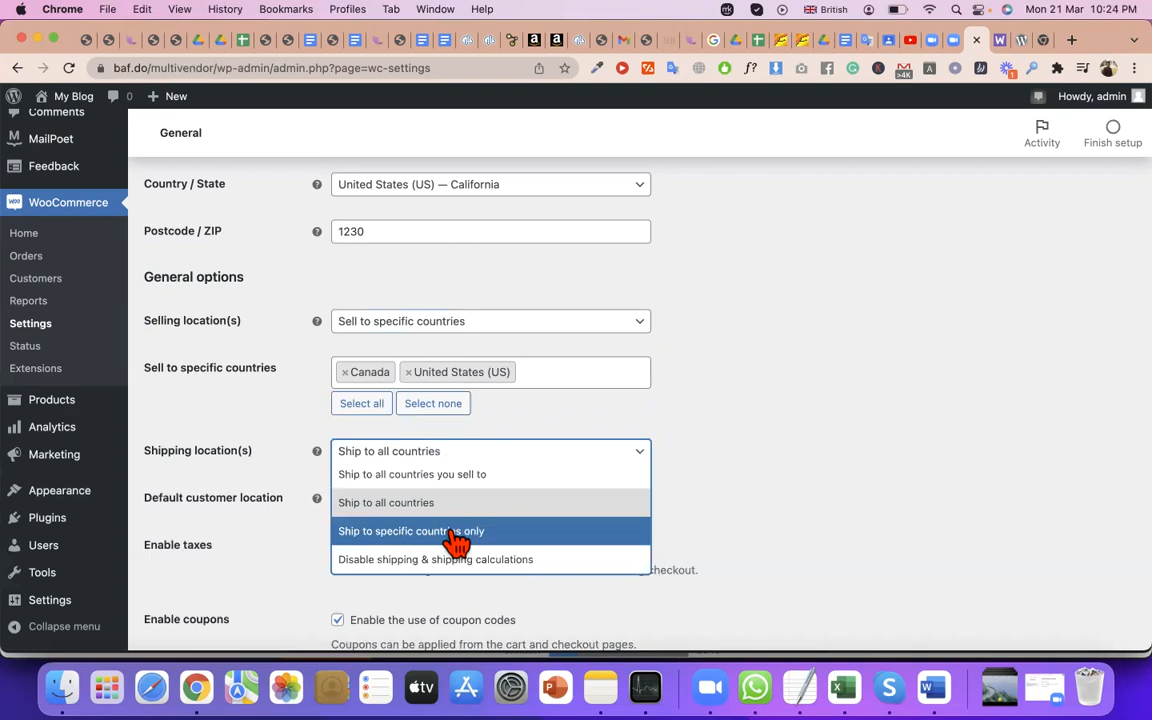 Chrome File Edit View History Bookmarks Profiles Tab Window Help British Mon 21 Mar 10:24 PM
baf.do/multivendor/wp-admin/admin.php?page=wc-settings
My Blog 0 + New Howdy, admin
Comments
MailPoet
Feedback
WooCommerce
Home
Orders
Customers
Reports
Settings
Status
Extensions
Products
Analytics
Marketing
Appearance
Plugins
Users
Tools
Settings
Collapse menu
General
Activity
Finish setup
Country / State
United States (US) — California
Postcode / ZIP
1230
General options
Selling location(s)
Sell to specific countries
Sell to specific countries
× Canada × United States (US)
Select all Select none
Shipping location(s)
Ship to all countries
Ship to all countries you sell to
Ship to all countries
Ship to specific countries only
Disable shipping & shipping calculations
Default customer location
Enable taxes
checkout.
Enable coupons
Enable the use of coupon codes
Coupons can be applied from the cart and checkout pages.